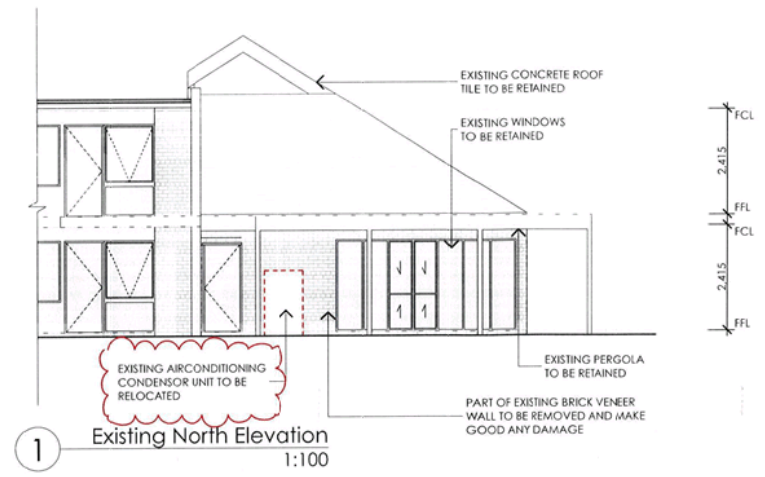 EXISTING CONCRETE ROOF
TILE TO BE RETAINED
EXISTING WINDOWS
TO BE RETAINED
FCL
2,415
FFL
FCL
2,415
FFL
EXISTING AIRCONDITIONING
CONDENSOR UNIT TO BE
RELOCATED
EXISTING PERGOLA
TO BE RETAINED
PART OF EXISTING BRICK VENEER
WALL TO BE REMOVED AND MAKE
GOOD ANY DAMAGE
1
Existing North Elevation
1:100